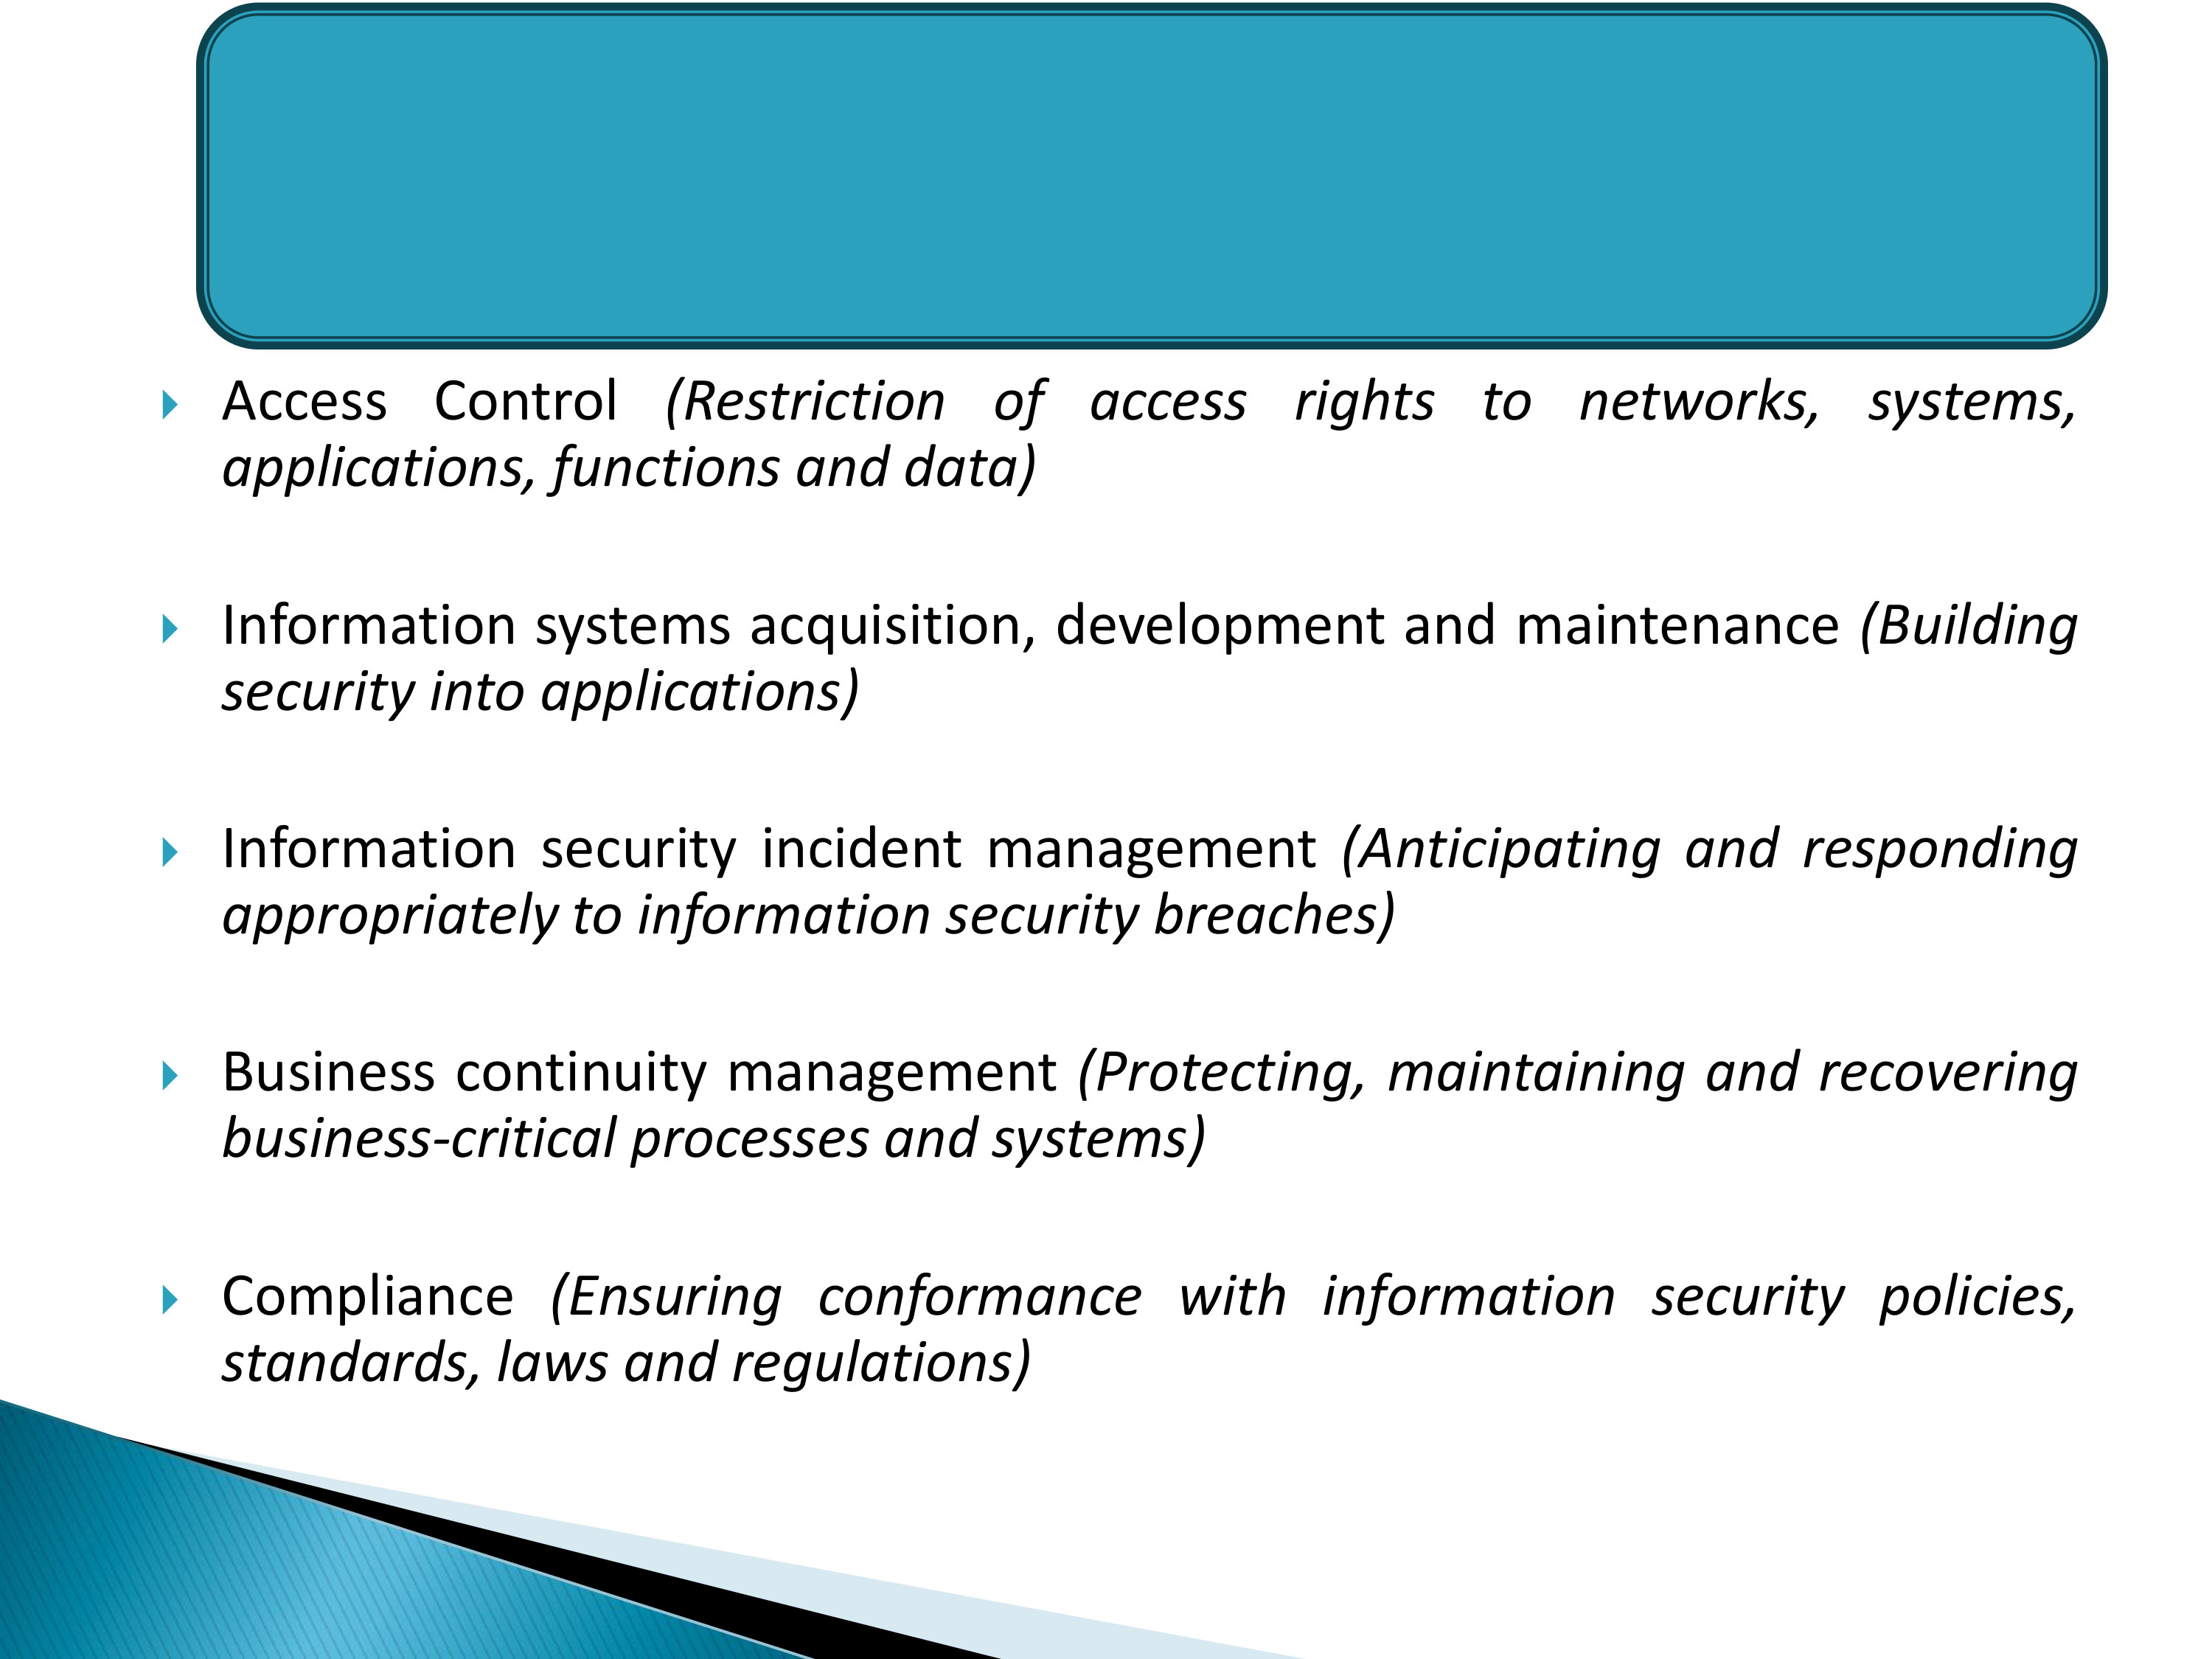 Access Control (Restriction of access rights to networks, systems,
applications, functions and data)
Information systems acquisition, development and maintenance (Building
security into applications)
Information security incident management (Anticipating and responding
appropriately to information security breaches)
Business continuity management (Protecting, maintaining and recovering
business-critical processes and systems)
Compliance (Ensuring conformance with information security policies,
standards, laws and regulations)